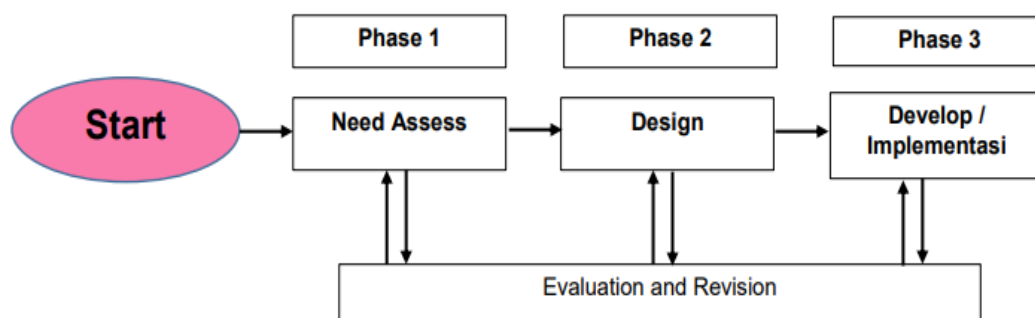 Phase 1
Phase 2
Phase 3
Start
Need Assess
Design
Develop /
Implementasi
Evaluation and Revision